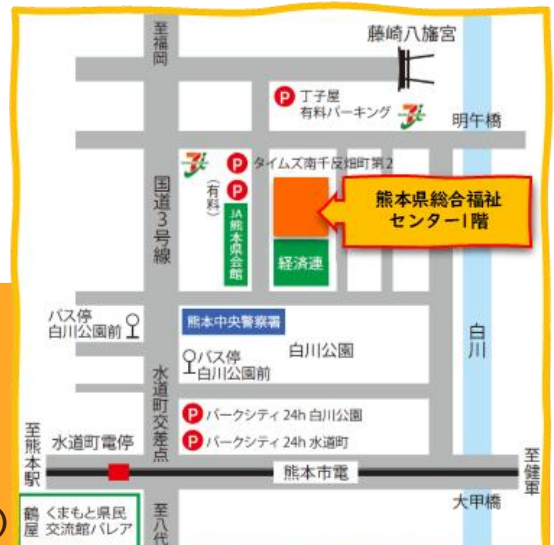 至福岡
藤崎八旛宮
P 丁子屋
有料パーキング
明午橋
P タイムズ南千反畑町第2
P
(有料)
国道3号線
JA熊本県会館
経済連
熊本県総合福祉
センター1階
バス停
白川公園前
熊本中央警察署
バス停
白川公園前
白川公園
白川
水道町交差点
P パークシティ 24h 白川公園
P パークシティ 24h 水道町
至熊本駅
水道町電停
熊本市電
至健軍
大甲橋
鶴屋
くまもと県民
交流館パレア
至八代
)